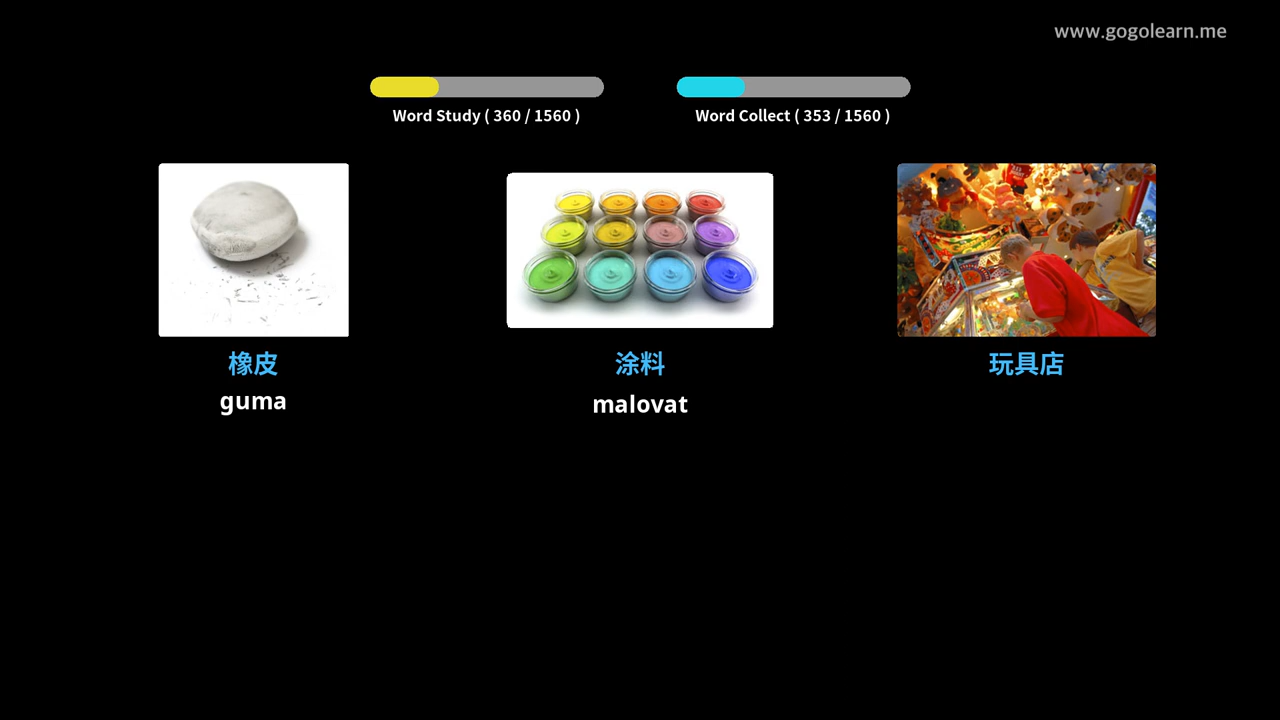 www.gogolearn.me
Word Study ( 360 / 1560 )
Word Collect ( 353 / 1560 )
橡皮
涂料
玩具店
guma
malovat